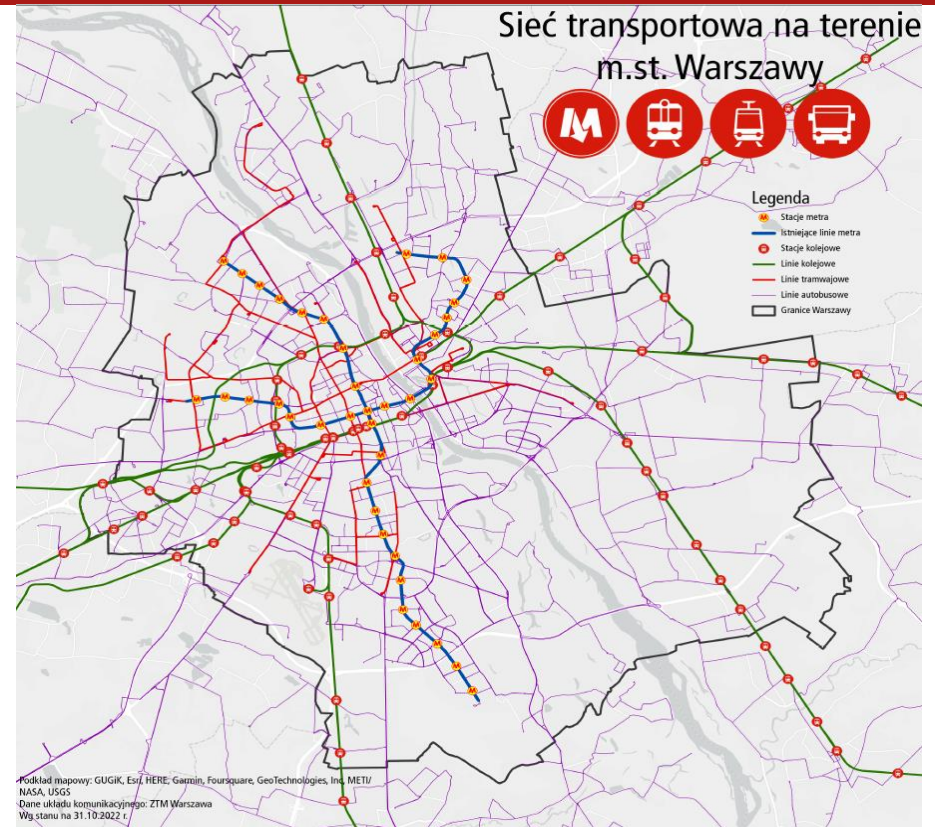 Sieć transportowa na terenie
m.st. Warszawy
Legenda
Stacje metra
Istniejące linie metra
Stacje kolejowe
Linie kolejowe
Linie tramwajowe
Linie autobusowe
Granice Warszawy
Podkład mapowy: GUGiK, Esri, HERE, Garmin, Foursquare, GeoTechnologies, Inc, METI/
NASA, USGS
Dane układu komunikacyjnego: ZTM Warszawa
Wg stanu na 31.10.2022 r.